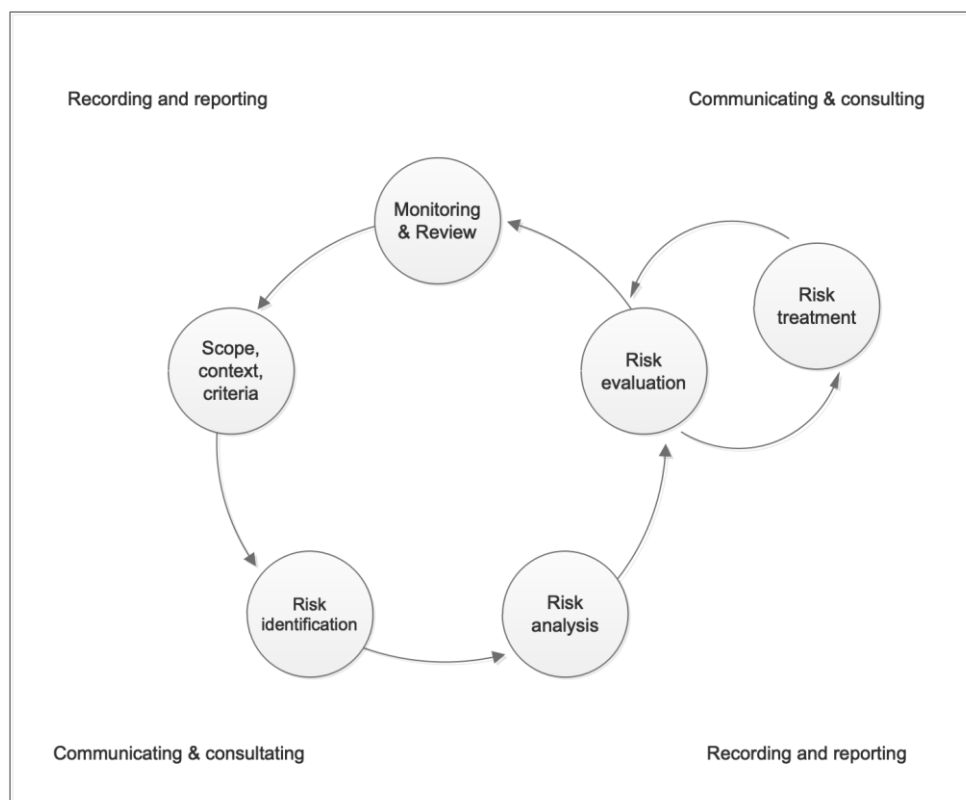 Recording and reporting
Communicating & consulting
Monitoring
& Review
Risk
treatment
Scope,
context,
criteria
Risk
evaluation
Risk
identification
Risk
analysis
Communicating & consultating
Recording and reporting